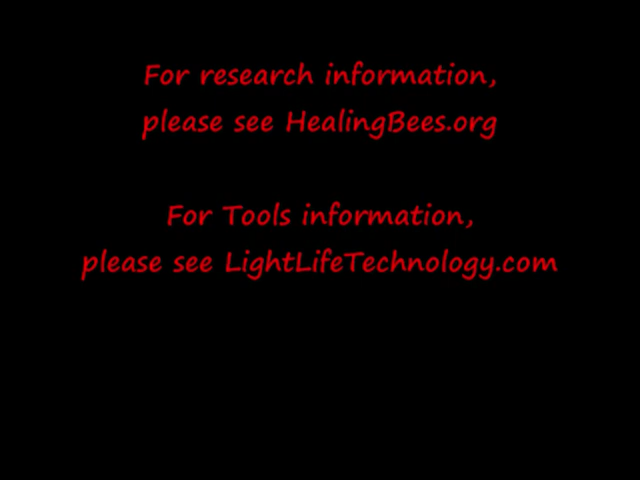 For research information,
please see HealingBees.org
For Tools information,
please see LightLifeTechnology.com